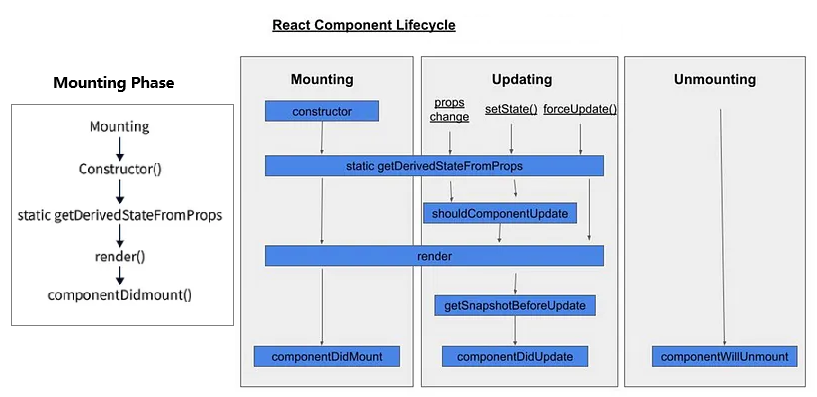 React Component Lifecycle
Mounting Phase
Mounting
Constructor()
static getDerivedStateFromProps
render()
componentDidmount()
Mounting
Updating
Unmounting
constructor
props
change
setState()
forceUpdate()
static getDerivedStateFromProps
shouldComponentUpdate
render
getSnapshotBeforeUpdate
componentDidMount
componentDidUpdate
componentWillUnmount